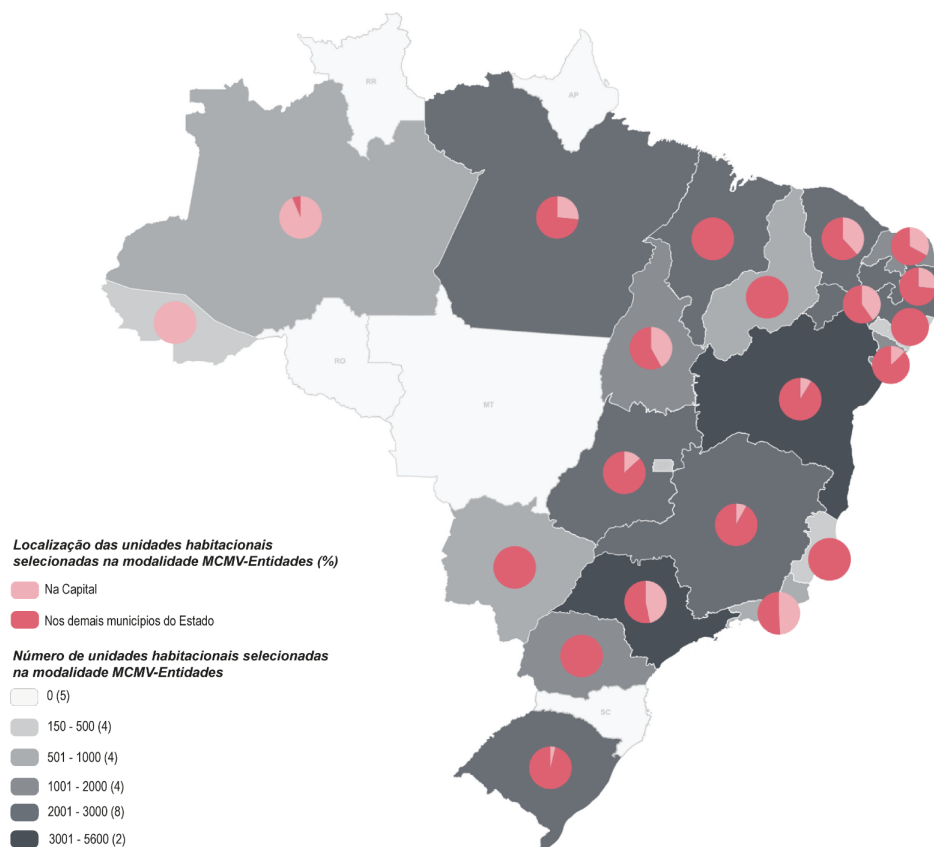 RR
AP
RO
MT
SC
Localização das unidades habitacionais
selecionadas na modalidade MCMV-Entidades (%)
Na Capital
Nos demais municípios do Estado
Número de unidades habitacionais selecionadas
na modalidade MCMV-Entidades
0 (5)
150 - 500 (4)
501 - 1000 (4)
1001 - 2000 (4)
2001 - 3000 (8)
3001 - 5600 (2)